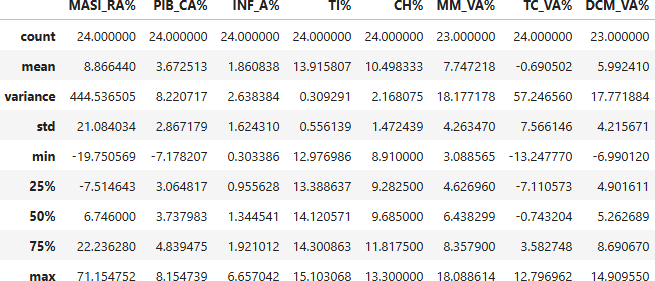 MASI_RA% PIB_CA% INF_A% TI% CH% MM_VA% TC_VA% DCM_VA%
count 24.000000 24.000000 24.000000 24.000000 24.000000 23.000000 24.000000 23.000000
mean 8.866440 3.672513 1.860838 13.915807 10.498333 7.747218 -0.690502 5.992410
variance 444.536505 8.220717 2.638384 0.309291 2.168075 18.177178 57.246560 17.771884
std 21.084034 2.867179 1.624310 0.556139 1.472439 4.263470 7.566146 4.215671
min -19.750569 -7.178207 0.303386 12.976986 8.910000 3.088565 -13.247770 -6.990120
25% -7.514643 3.064817 0.955628 13.388637 9.282500 4.626960 -7.110573 4.901611
50% 6.746000 3.737983 1.344541 14.120571 9.685000 6.438299 -0.743204 5.262689
75% 22.236280 4.839475 1.921012 14.300863 11.817500 8.357900 3.582748 8.690670
max 71.154752 8.154739 6.657042 15.103068 13.300000 18.088614 12.796962 14.909550